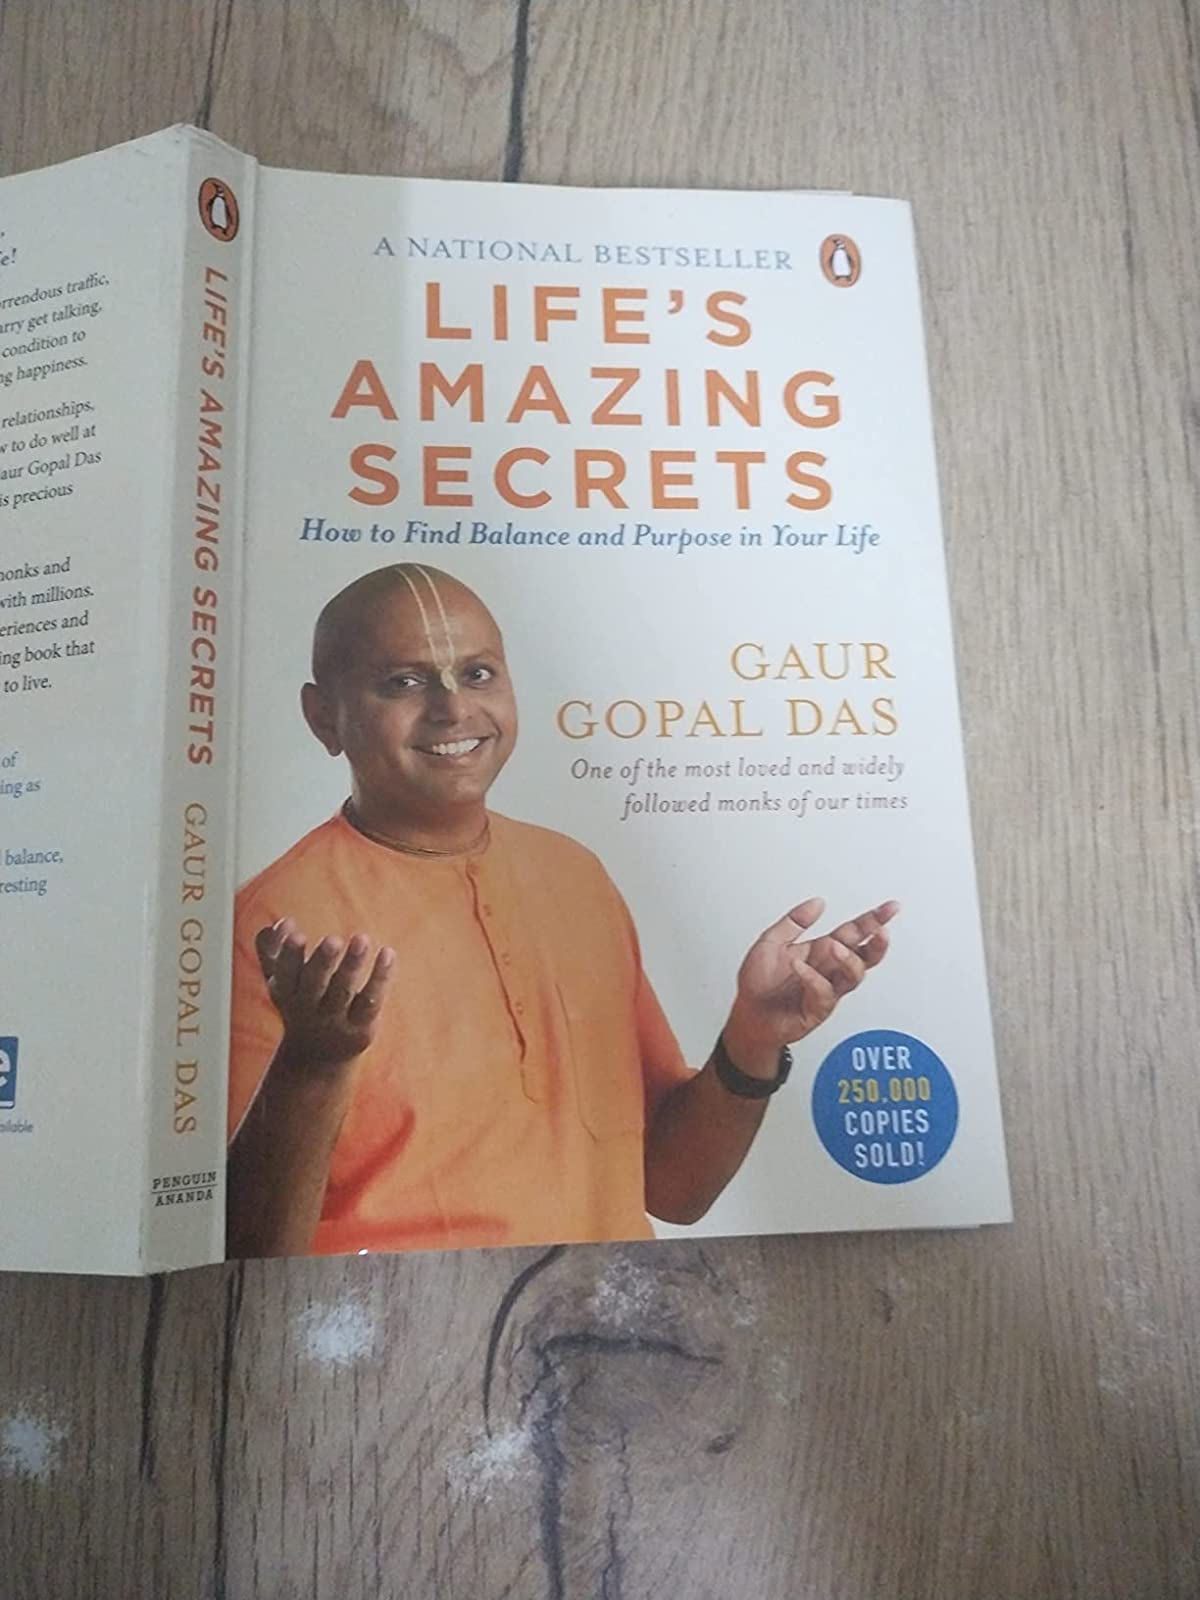 e!
rrendous traffic,
arry get talking,
condition to
ng happiness.
relationships,
w to do well at
aur Gopal Das
is precious
monks and
with millions.
eriences and
ing book that
to live.
of
ing as
balance,
resting
e
ailable
LIFE'S AMAZING SECRETS GAUR GOPAL DAS
PENGUIN
ANANDA
A NATIONAL BESTSELLER
LIFE'S
AMAZING
SECRETS
How to Find Balance and Purpose in Your Life
GAUR
GOPAL DAS
One of the most loved and widely
followed monks of our times
OVER
250,000
COPIES
SOLD!